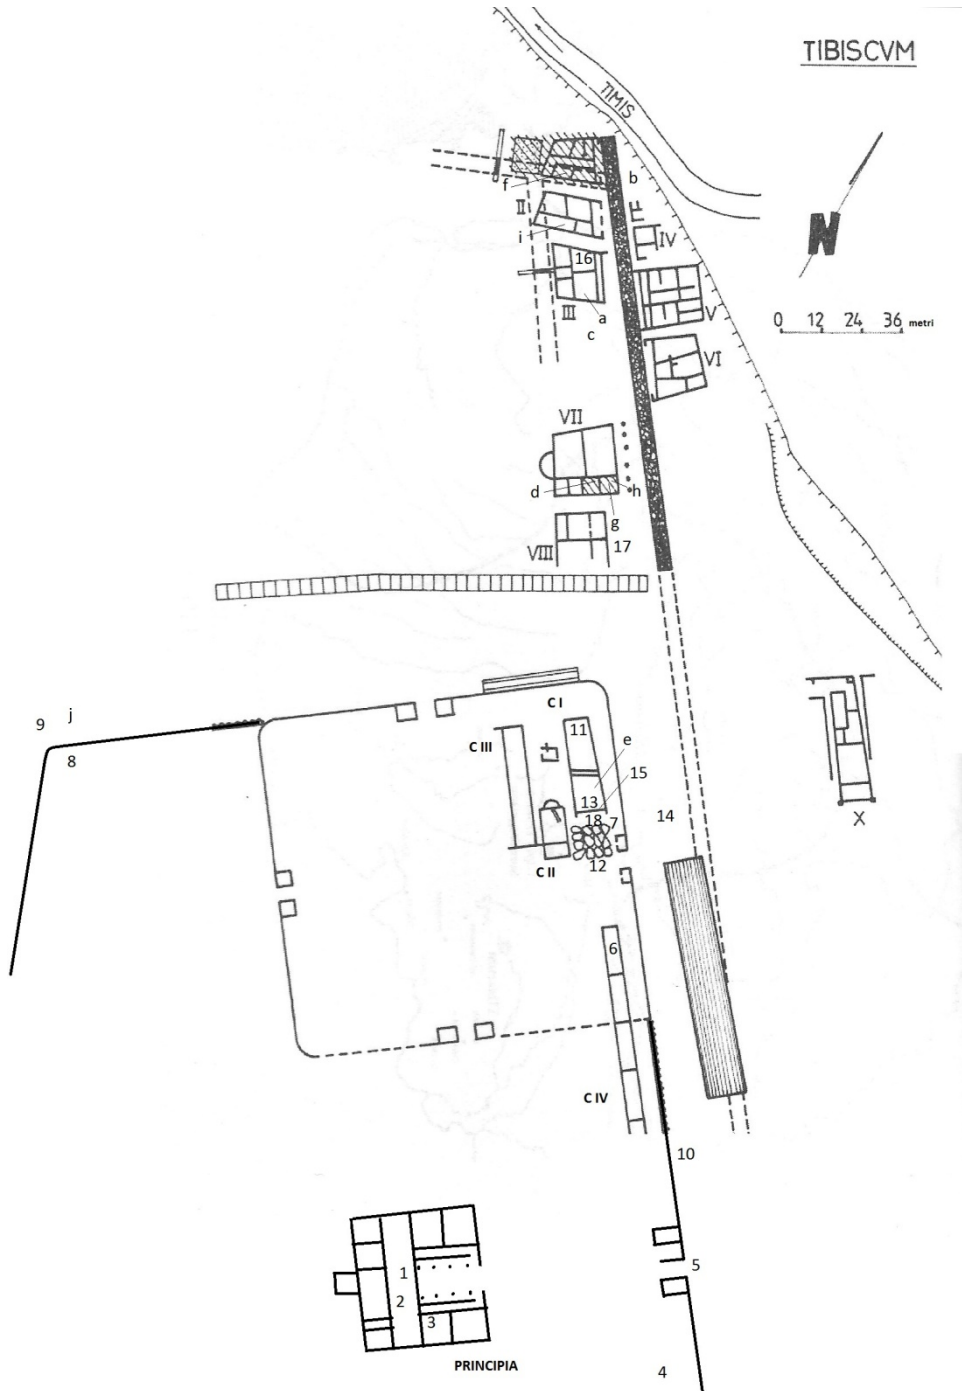 TIBISCVM
TIMIS
I
b
f
II
i
IV
16
III
a
c
V
N
0 12 24 36 metri
VI
VII
d
h
g
VIII
17
9
j
8
C I
11
C III
e
15
13
18
7
14
12
C II
X
6
C IV
10
1
5
2
3
PRINCIPIA
4